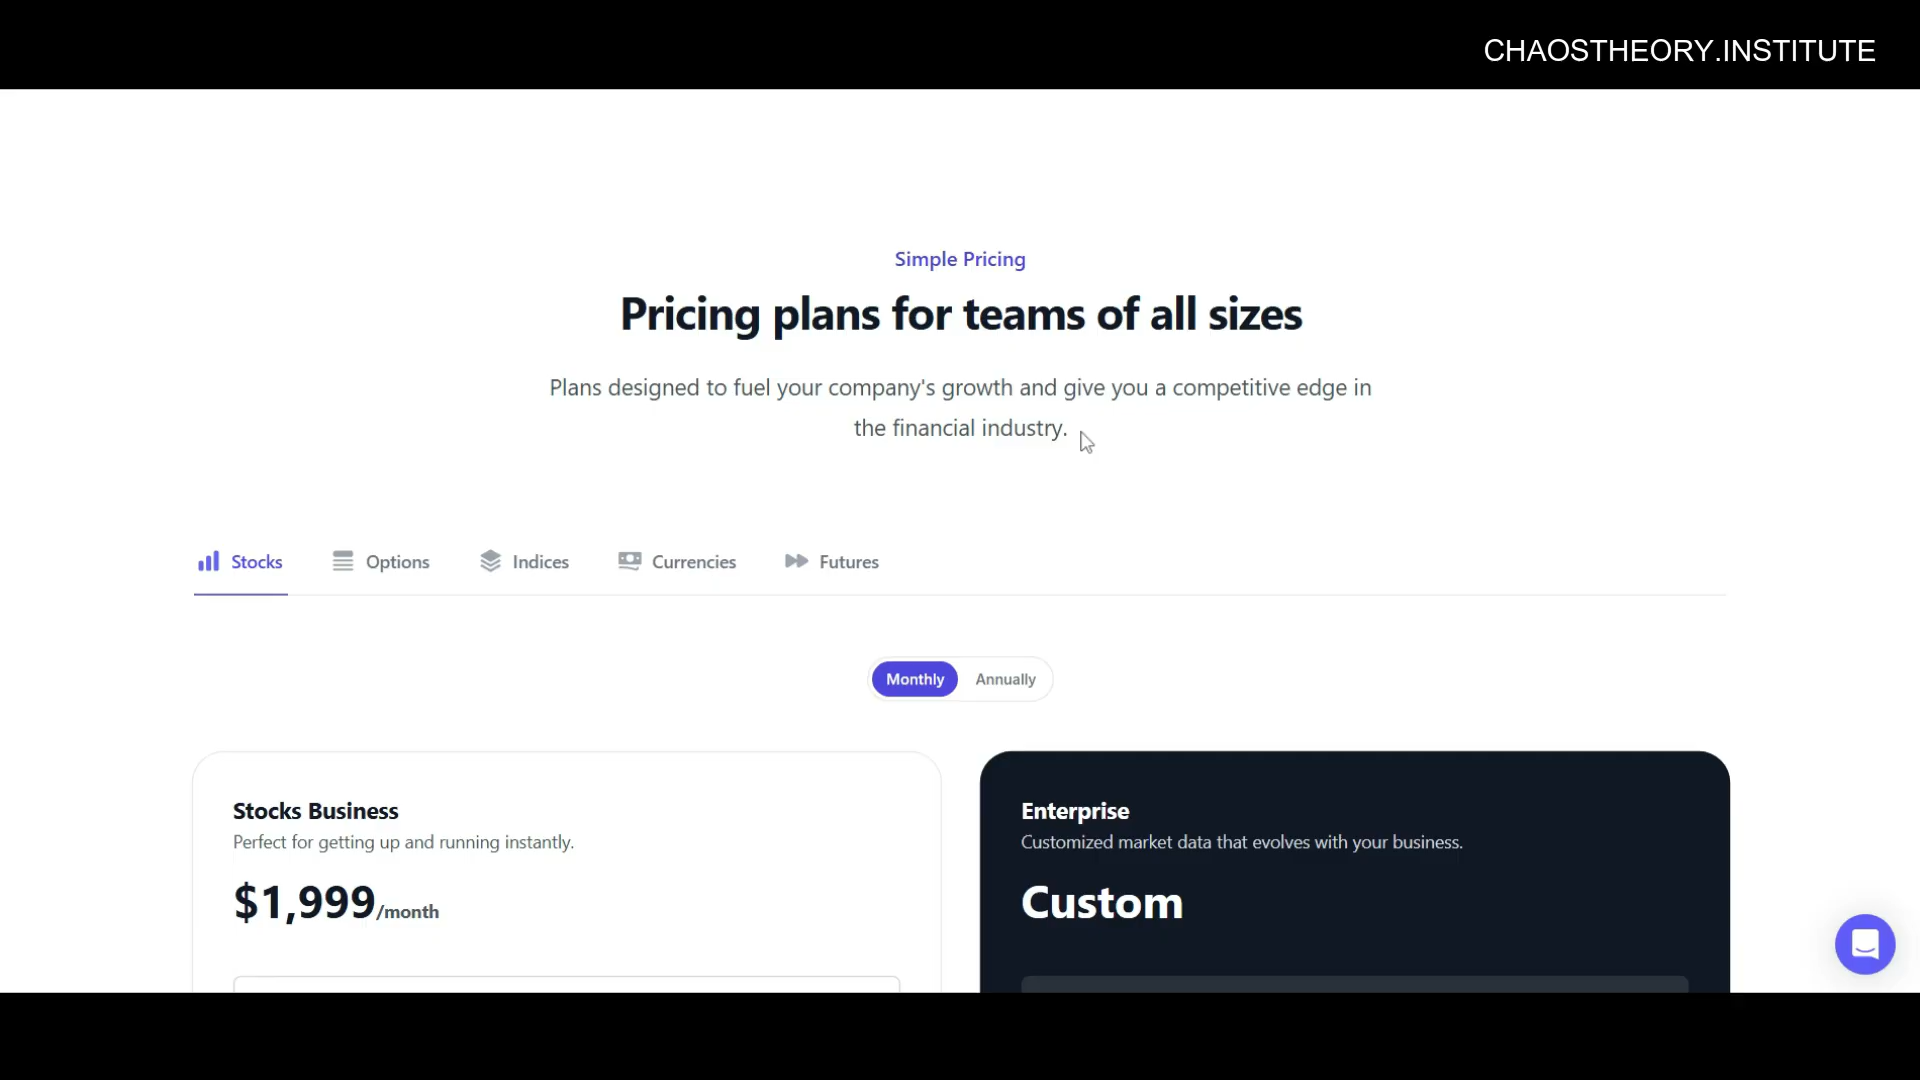 CHAOSTHEORY.INSTITUTE
Simple Pricing
Pricing plans for teams of all sizes
Plans designed to fuel your company's growth and give you a competitive edge in
the financial industry.
Stocks Options Indices Currencies Futures
Monthly Annually
Stocks Business
Perfect for getting up and running instantly.
$1,999/month
Enterprise
Customized market data that evolves with your business.
Custom